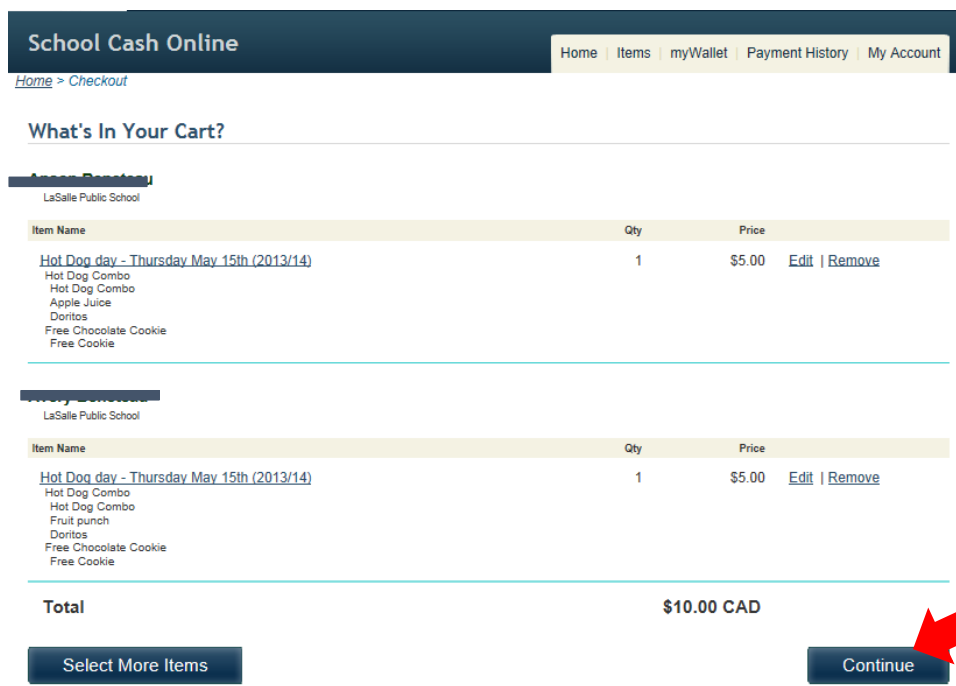 School Cash Online
Home | Items | myWallet | Payment History | My Account
Home > Checkout
What's In Your Cart?
LaSalle Public School
Item Name Qty Price
Hot Dog day - Thursday May 15th (2013/14) 1 $5.00 Edit | Remove
Hot Dog Combo
Hot Dog Combo
Apple Juice
Doritos
Free Chocolate Cookie
Free Cookie
LaSalle Public School
Item Name Qty Price
Hot Dog day - Thursday May 15th (2013/14) 1 $5.00 Edit | Remove
Hot Dog Combo
Hot Dog Combo
Fruit punch
Doritos
Free Chocolate Cookie
Free Cookie
Total $10.00 CAD
Select More Items Continue